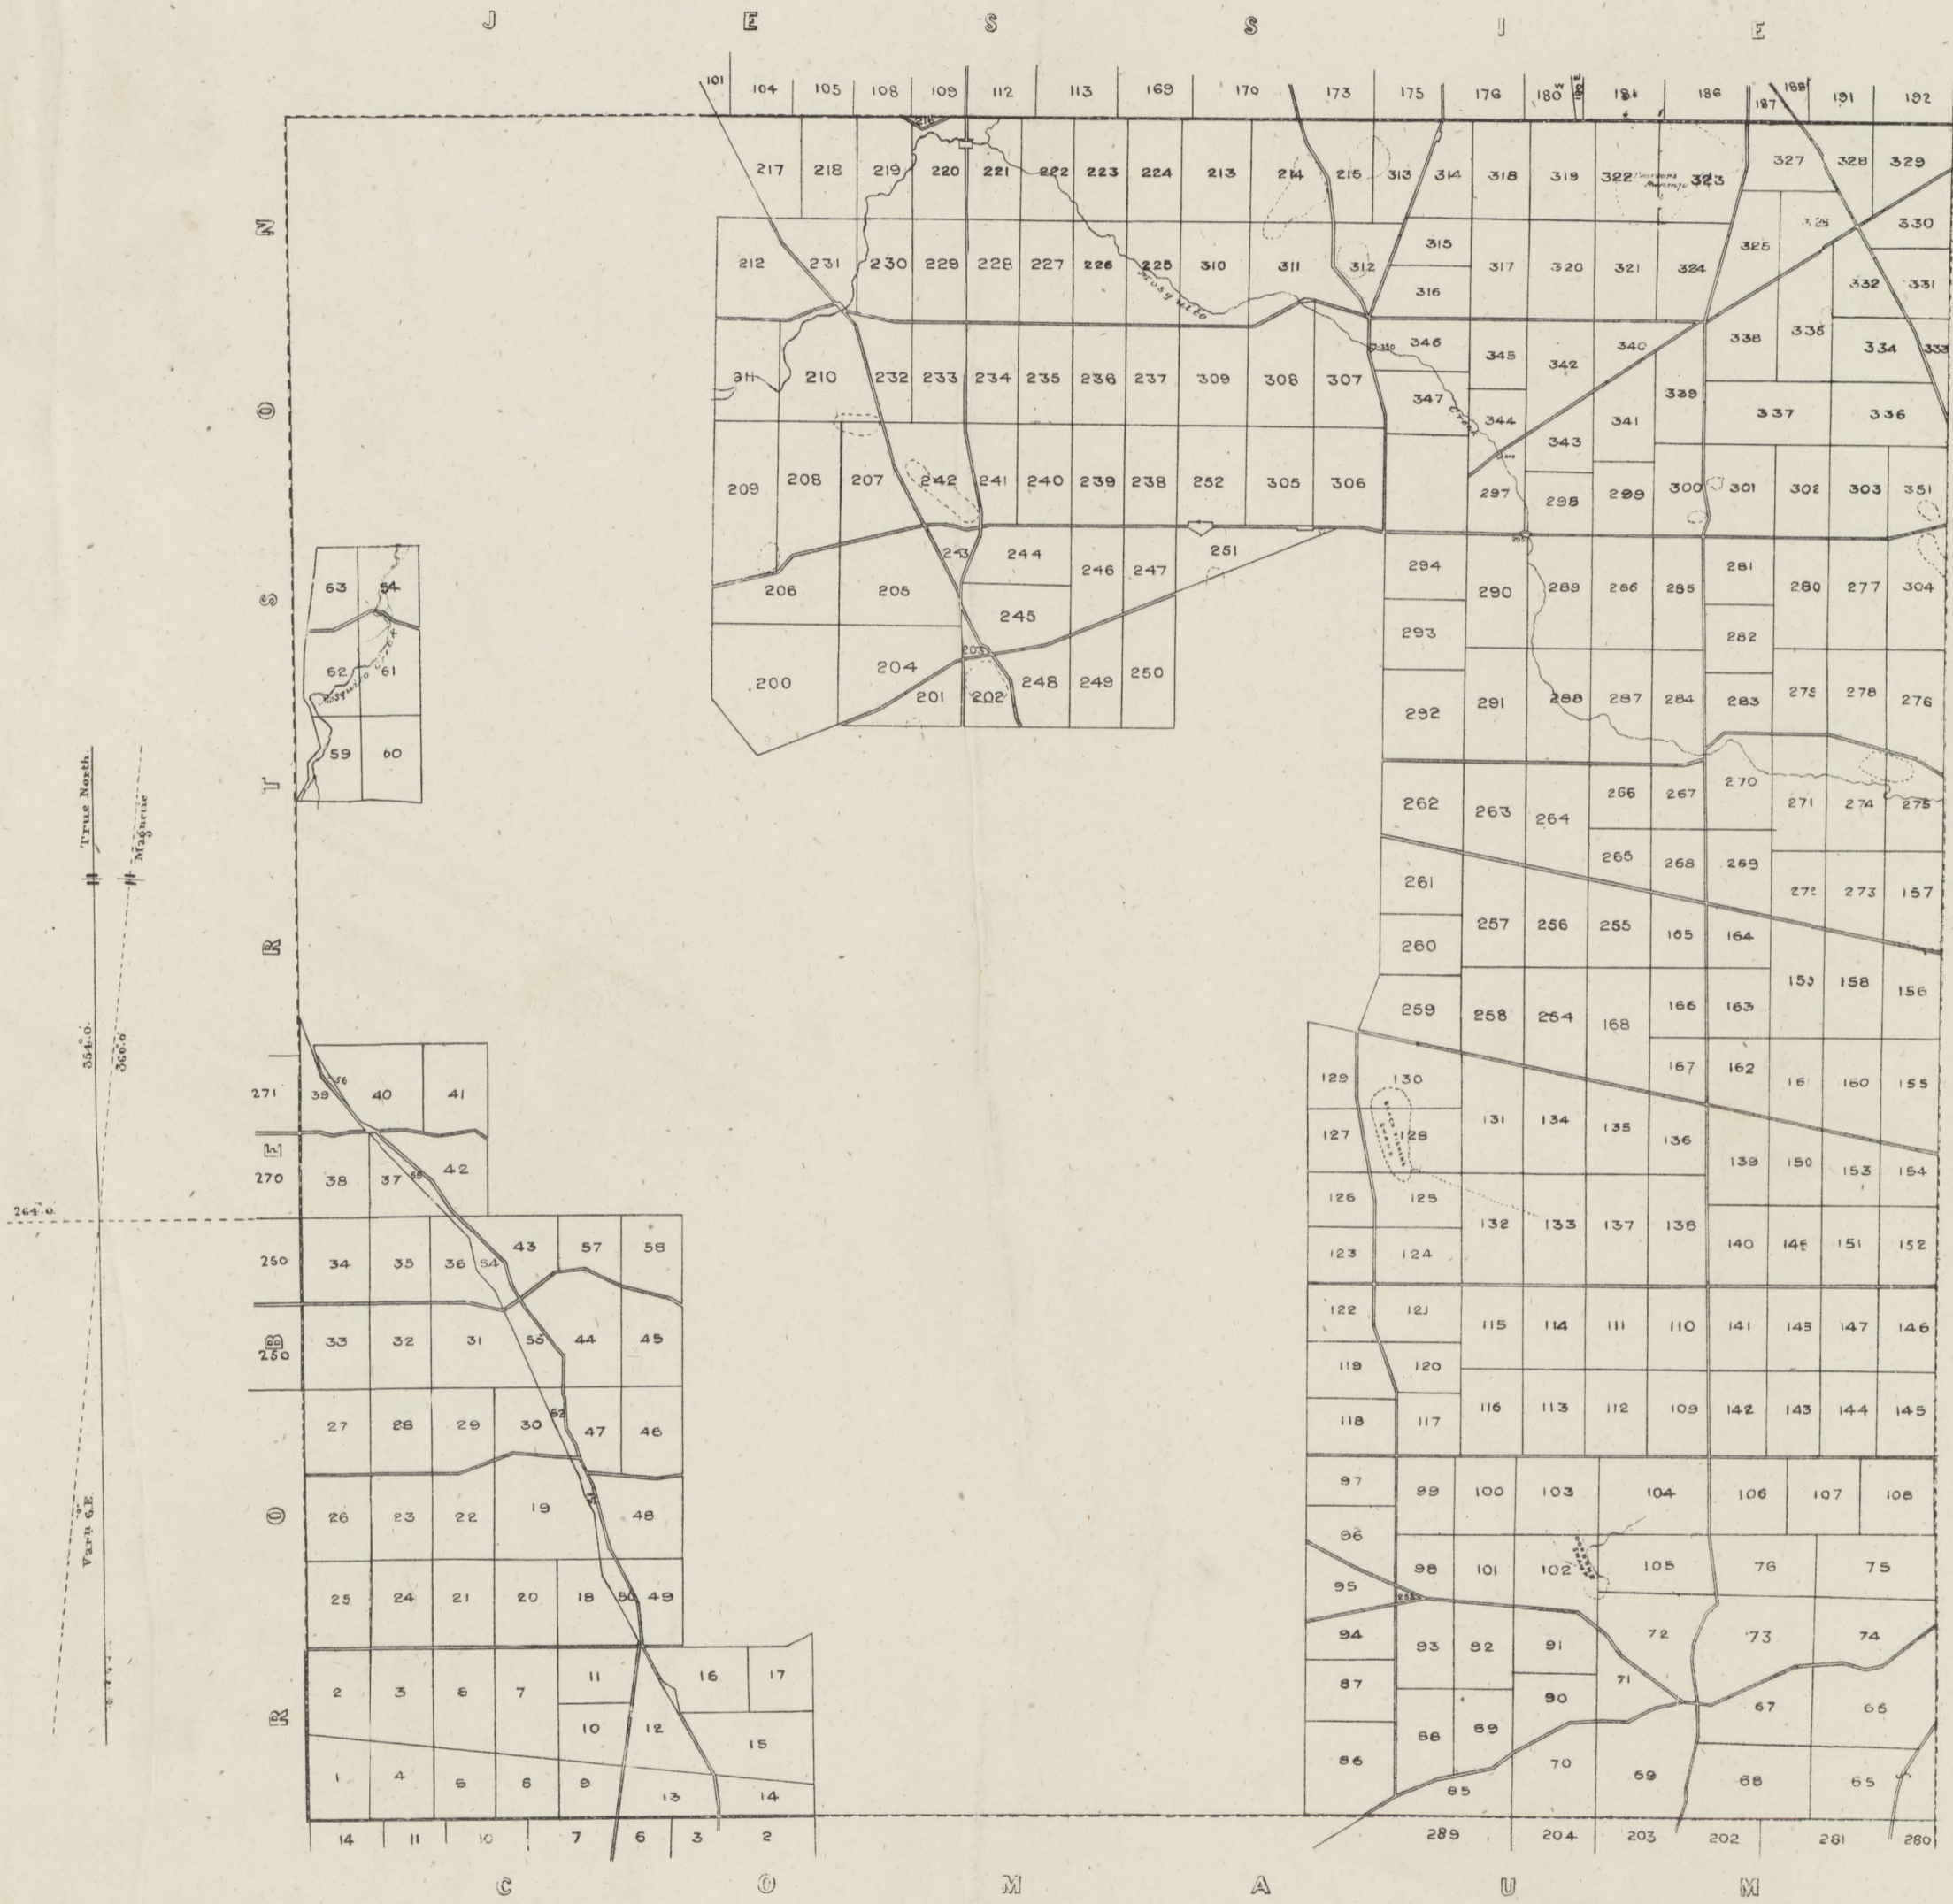 J E S S I E
101 104 105 108 109 112 113 169 170 173 175 176 180W 181 186 187 188 191 192
N O S T R E B O R
216
217 218 219 220 221 222 223 224 213 214 215 313 314 318 319 322 323 327 328 329
212 231 230 229 228 227 226 225 310 311 312 315 317 320 321 324 325 330
316 332 331
Mosquito
211 210 232 233 234 235 236 237 309 308 307 346 345 342 340 338 335 334 333
347 344 343 341 339 337 336
Creek
209 208 207 242 241 240 239 238 252 305 306 297 298 299 300 301 302 303 351
243 244 246 247 251 294 290 289 286 285 281 280 277 304
206 205 245 293 282
63 64
62 61
Mosquito Creek
59 60
200 204 203 201 202 248 249 250 292 291 288 287 284 283 278 276
262 263 264 266 267 270 271 274 275
265 268 269
261 273 157
257 256 255 165 164
260 158 156
259 258 254 168 166 163
167 162 160 155
129 130
127 128 131 134 135 136 139 150 153 154
126 125
132 133 137 138 140 151 152
123 124
122 121 115 114 111 110 141 147 146
119 120
118 117 116 113 112 109 142 143 144 145
97 99 100 103 104 106 107 108
96 98 101 102 105 76 75
95
94 93 92 91 72 73 74
87 90 71 67 66
86 88 89 70 69 68 65
85
True North
Magnetic
354°.0.
360°.0
264°.0.
Varn 6°E
271 39 56 40 41
270 38 37 42
260 34 35 36 54 43 57 58
250 33 32 31 55 44 45
27 28 29 30 52 47 46
26 23 22 19 48
25 24 21 20 18 50 49
2 3 7 11 16 17
10 12 15
1 4 5 6 9 13 14
14 11 10 7 6 3 2 289 204 203 202 281 280
C O M A U M